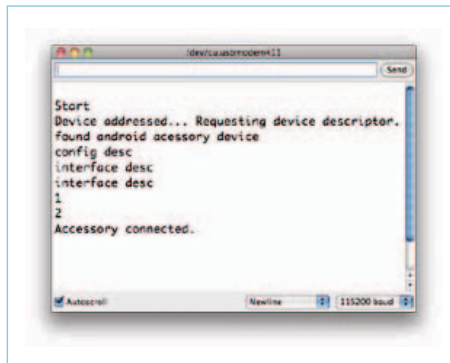 /dev/cu.usbmodem411
Send
Start
Device addressed... Requesting device descriptor.
found android acessory device
config desc
interface desc
interface desc
1
2
Accessory connected.
Autoscroll
Newline
115200 baud